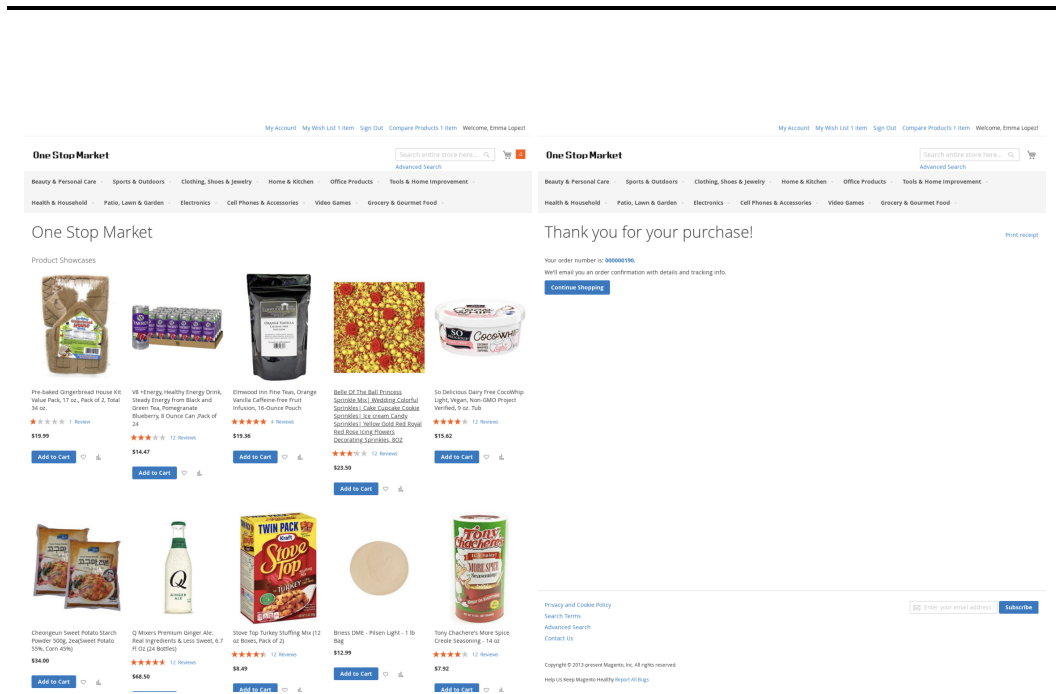 My Account My Wish List 1 item Sign Out Compare Products 1 item Welcome, Emma Lopez!
One Stop Market
Search entire store here...
4
Advanced Search
Beauty & Personal Care Sports & Outdoors Clothing, Shoes & Jewelry Home & Kitchen Office Products Tools & Home Improvement
Health & Household Patio, Lawn & Garden Electronics Cell Phones & Accessories Video Games Grocery & Gourmet Food
One Stop Market
Product Showcases
Pre-baked Gingerbread House Kit
Value Pack, 17 oz., Pack of 2, Total
34 oz.
1 Review
$19.99
Add to Cart
V8 +Energy, Healthy Energy Drink,
Steady Energy from Black and
Green Tea, Pomegranate
Blueberry, 8 Ounce Can ,Pack of
24
12 Reviews
$14.47
Add to Cart
Elmwood Inn Fine Teas, Orange
Vanilla Caffeine-free Fruit
Infusion, 16-Ounce Pouch
4 Reviews
$19.36
Add to Cart
Belle Of The Ball Princess
Sprinkle Mix| Wedding Colorful
Sprinkles| Cake Cupcake Cookie
Sprinkles| Ice cream Candy
Sprinkles| Yellow Gold Red Royal
Red Rose Icing Flowers
Decorating Sprinkles, 8OZ
12 Reviews
$23.50
Add to Cart
SO
CocoWhip
Light
So Delicious Dairy Free CocoWhip
Light, Vegan, Non-GMO Project
Verified, 9 oz. Tub
12 Reviews
$15.62
Add to Cart
Cheongeun Sweet Potato Starch
Powder 500g, 2ea(Sweet Potato
55%, Corn 45%)
$34.00
Add to Cart
Q
GINGER
ALE
Q Mixers Premium Ginger Ale:
Real Ingredients & Less Sweet, 6.7
Fl Oz (24 Bottles)
12 Reviews
$68.50
TWIN PACK
Kraft
Stove
Top
TURKEY
Stove Top Turkey Stuffing Mix (12
oz Boxes, Pack of 2)
12 Reviews
$8.49
Add to Cart
Briess DME - Pilsen Light - 1 lb
Bag
$12.99
Add to Cart
Tony
Chachere's
MORE SPICE
Seasoning
Tony Chachere's More Spice
Creole Seasoning - 14 oz
12 Reviews
$7.92
Add to Cart
My Account My Wish List 1 item Sign Out Compare Products 1 item Welcome, Emma Lopez!
One Stop Market
Search entire store here...
Advanced Search
Beauty & Personal Care Sports & Outdoors Clothing, Shoes & Jewelry Home & Kitchen Office Products Tools & Home Improvement
Health & Household Patio, Lawn & Garden Electronics Cell Phones & Accessories Video Games Grocery & Gourmet Food
Thank you for your purchase!
Print receipt
Your order number is: 000000190.
We'll email you an order confirmation with details and tracking info.
Continue Shopping
Privacy and Cookie Policy
Search Terms
Advanced Search
Contact Us
Enter your email address
Subscribe
Copyright © 2013-present Magento, Inc. All rights reserved.
Help Us Keep Magento Healthy Report All Bugs